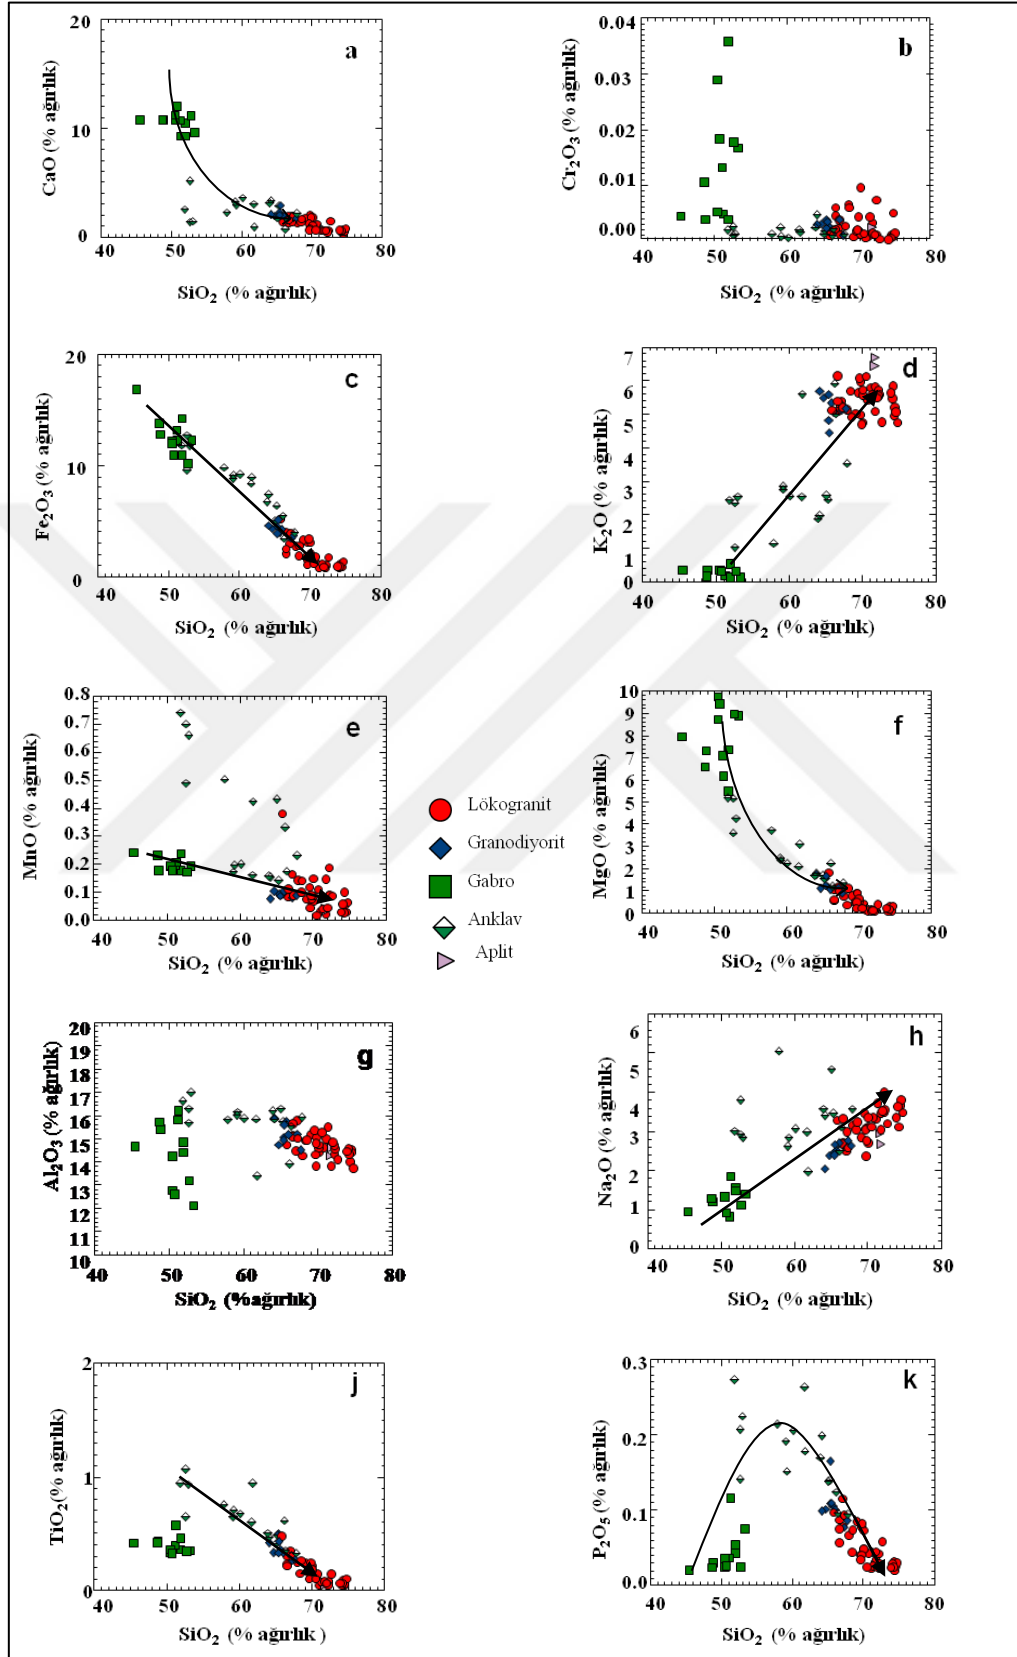 a
20
10
0
CaO (% ağırlık)
40 50 60 70 80
SiO₂ (% ağırlık)
b
0.04
0.03
0.02
0.01
0.00
Cr₂O₃ (% ağırlık)
40 50 60 70 80
SiO₂ (% ağırlık)
c
20
10
0
Fe₂O₃ (% ağırlık)
40 50 60 70 80
SiO₂ (% ağırlık)
d
7
6
5
4
3
2
1
0
K₂O (% ağırlık)
40 50 60 70 80
SiO₂ (% ağırlık)
e
0.8
0.7
0.6
0.5
0.4
0.3
0.2
0.1
0.0
MnO (% ağırlık)
40 50 60 70 80
SiO₂ (% ağırlık)
Lökogranit
Granodiyorit
Gabro
Anklav
Aplit
f
10
9
8
7
6
5
4
3
2
1
0
MgO (% ağırlık)
40 50 60 70 80
SiO₂ (% ağırlık)
g
20
19
18
17
16
15
14
13
12
11
10
Al₂O₃ (% ağırlık)
40 50 60 70 80
SiO₂ (% ağırlık)
h
6
5
4
3
2
1
0
Na₂O (% ağırlık)
40 50 60 70 80
SiO₂ (% ağırlık)
j
2
1
0
TiO₂(% ağırlık)
40 50 60 70 80
SiO₂ (% ağırlık )
k
0.3
0.2
0.1
0.0
P₂O₅ (% ağırlık)
40 50 60 70 80
SiO₂ (% ağırlık)